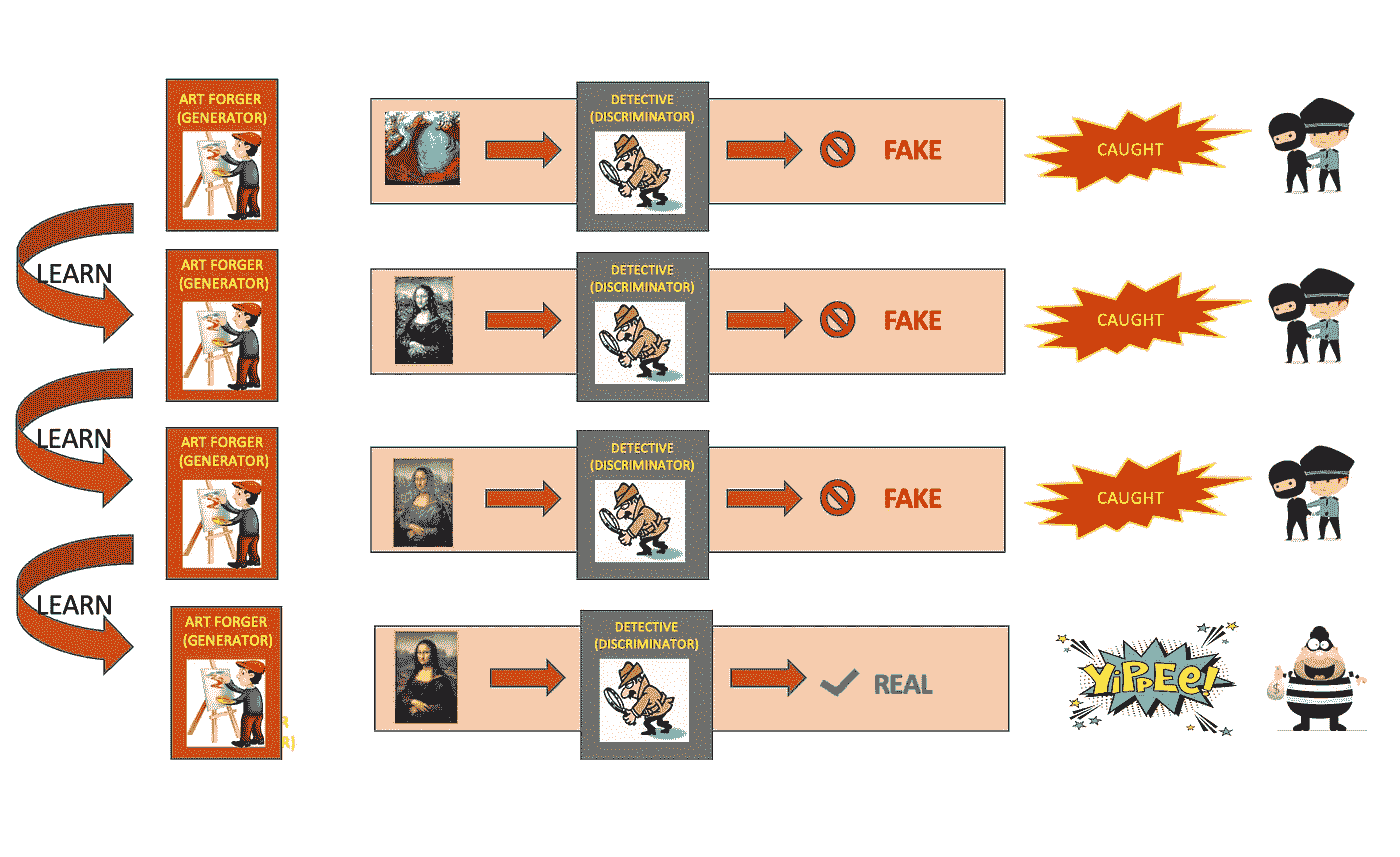 ART FORGER
(GENERATOR)
DETECTIVE
(DISCRIMINATOR)
FAKE
CAUGHT
LEARN
ART FORGER
(GENERATOR)
DETECTIVE
(DISCRIMINATOR)
FAKE
CAUGHT
LEARN
ART FORGER
(GENERATOR)
DETECTIVE
(DISCRIMINATOR)
FAKE
CAUGHT
LEARN
ART FORGER
(GENERATOR)
R
R)
DETECTIVE
(DISCRIMINATOR)
REAL
YiPPEe!
$